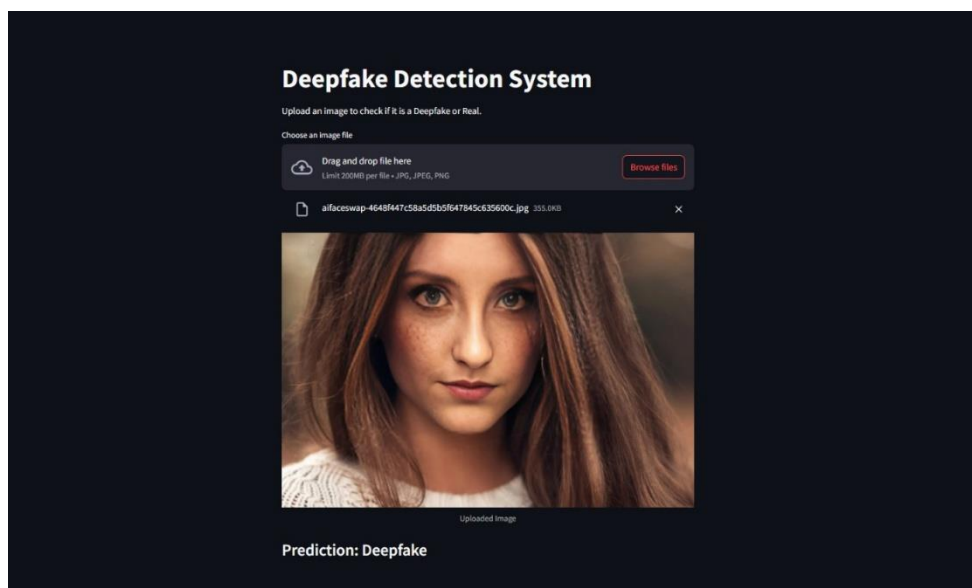 Deepfake Detection System
Upload an image to check if it is a Deepfake or Real.
Choose an image file
Drag and drop file here
Limit 200MB per file • JPG, JPEG, PNG
Browse files
aifaceswap-4648f447c58a5d5b5f647845c635600c.jpg 355.0KB
Uploaded Image
Prediction: Deepfake